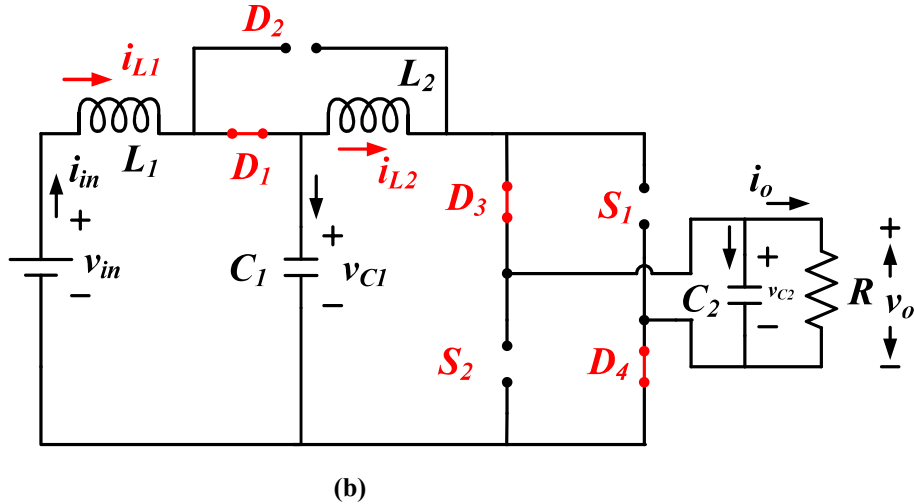 D2
iL1
L2
L1
D1
iL2
iin
+
vin
−
C1
+
vC1
−
D3
S1
S2
D4
io
C2
+
vC2
−
R
+
vo
−
(b)